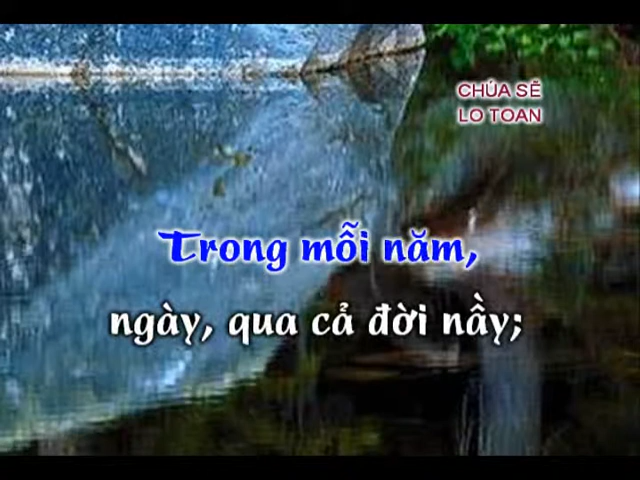 CHÚA SẼ
LO TOAN
Trong mỗi năm,
ngày, qua cả đời nầy;